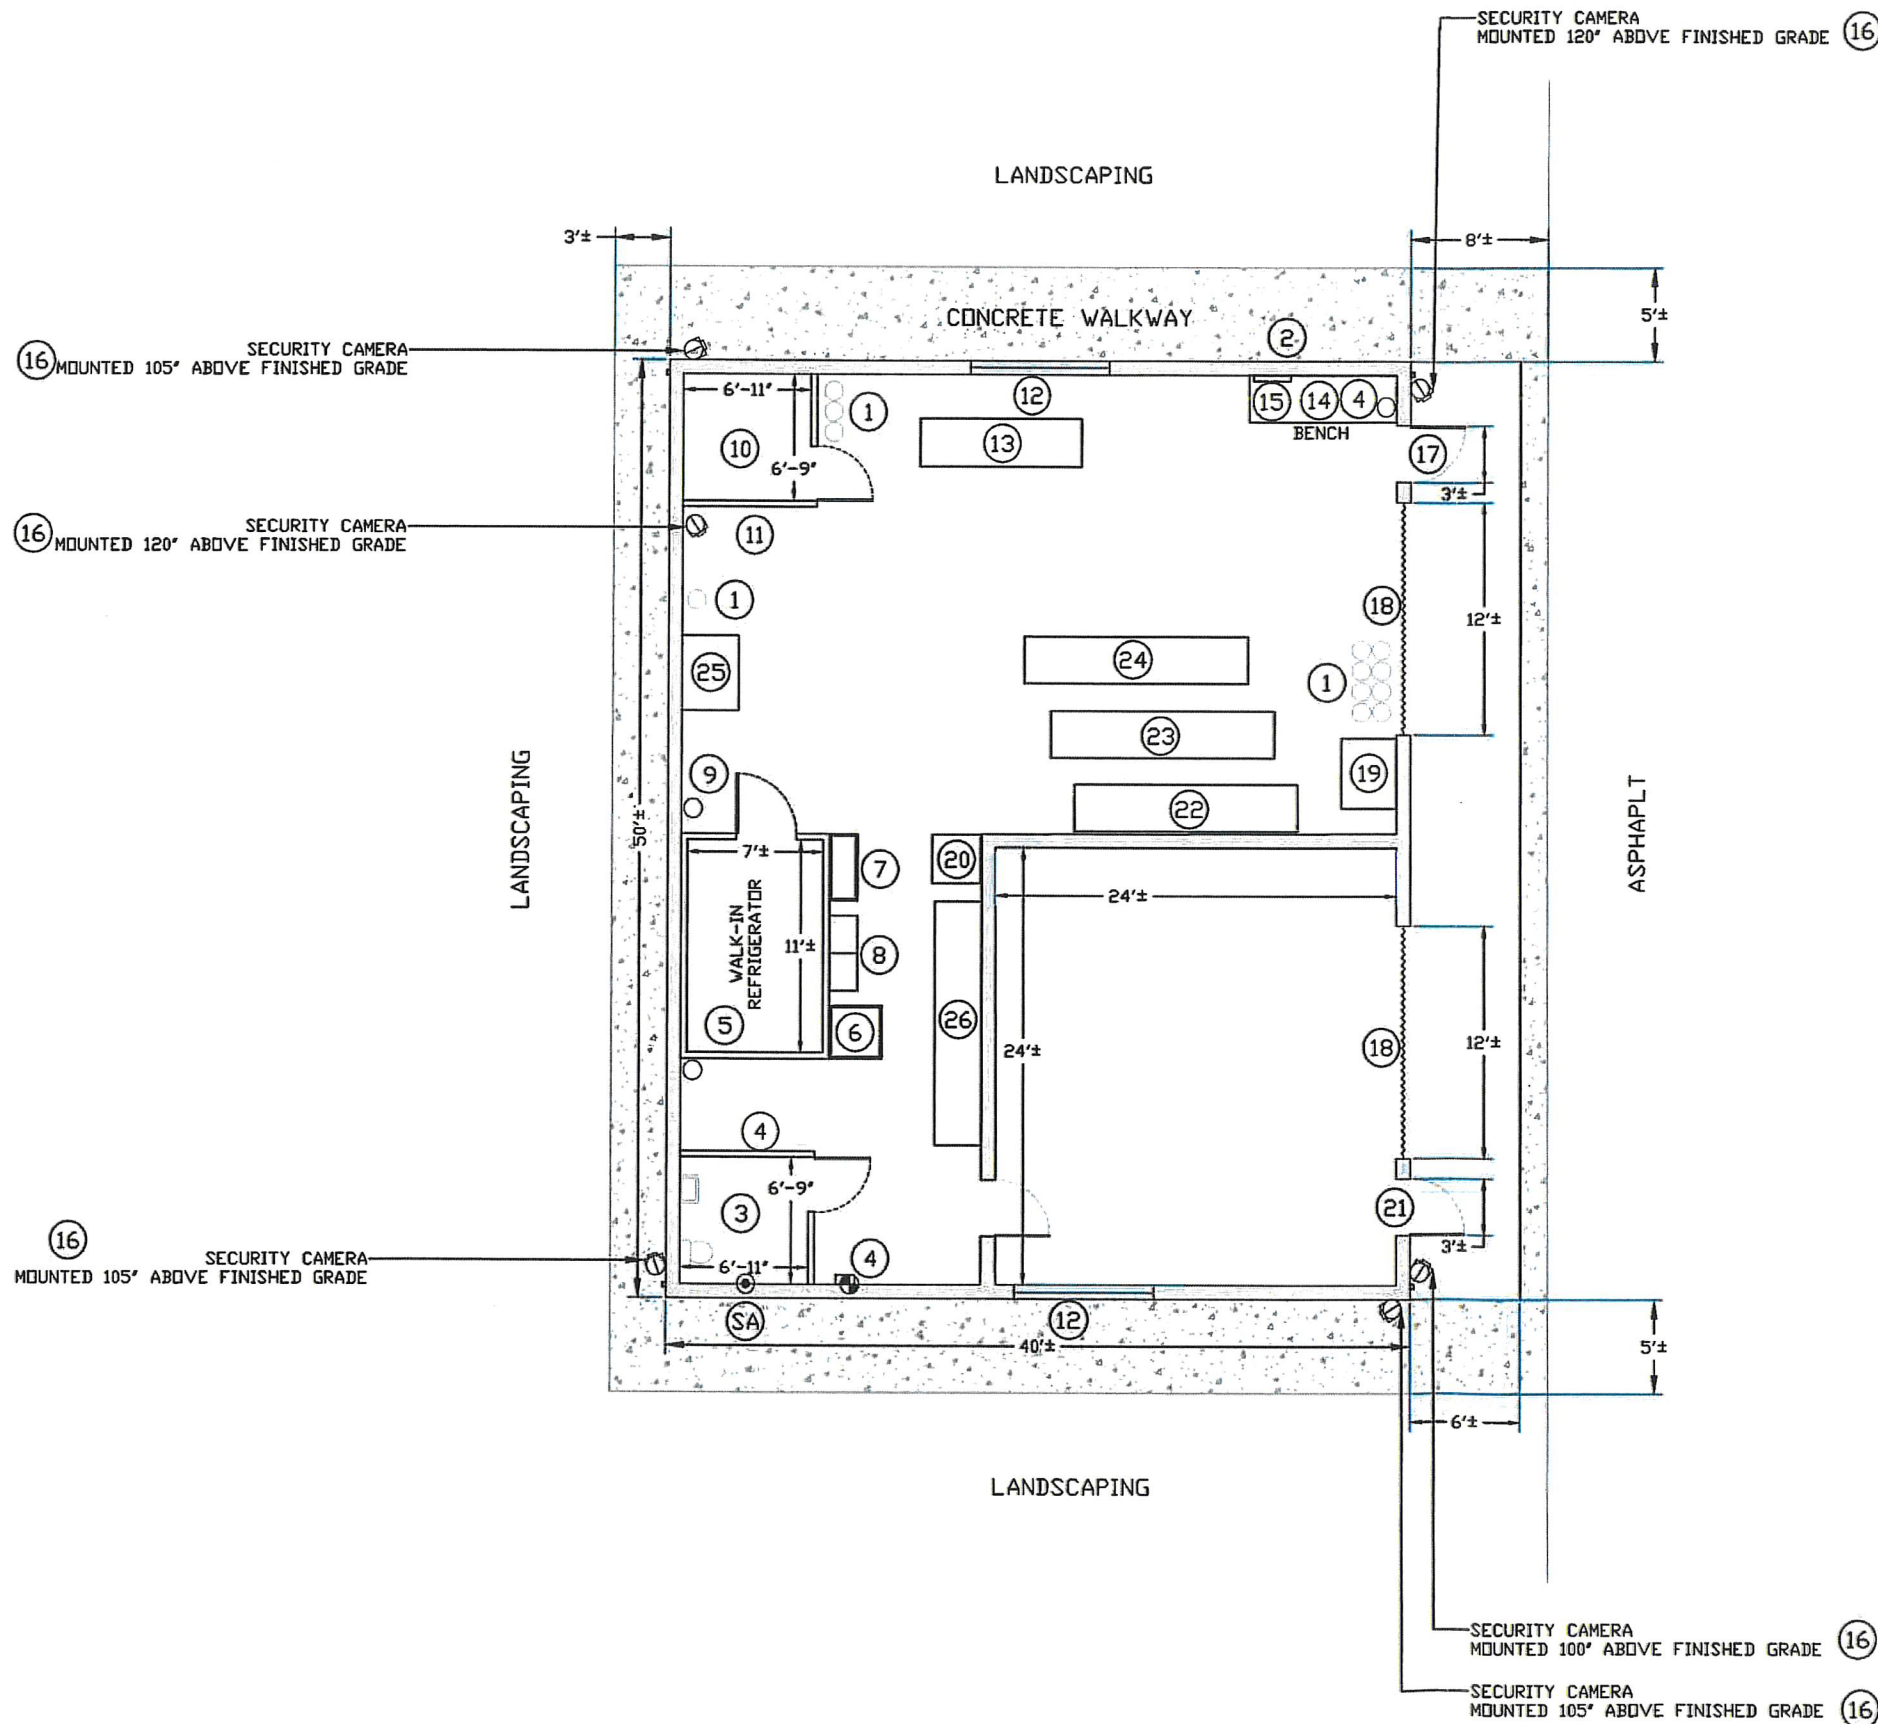 SECURITY CAMERA
MOUNTED 120" ABOVE FINISHED GRADE 16
LANDSCAPING
3'±
8'±
5'±
CONCRETE WALKWAY
2
SECURITY CAMERA
16 MOUNTED 105" ABOVE FINISHED GRADE
6'-11"
1
12
15 14 4
BENCH
13
10
6'-9"
17
3'±
SECURITY CAMERA
16 MOUNTED 120" ABOVE FINISHED GRADE
11
1
18
12'±
24
25
1
23
9
19
22
LANDSCAPING
50'±
ASPHAPLT
7'±
7
20
24'±
WALK-IN
REFRIGERATOR
11'±
8
5
6
26
24'±
18
12'±
4
6'-9"
3
21
3'±
16
SECURITY CAMERA
MOUNTED 105" ABOVE FINISHED GRADE
6'-11"
4
SA
12
40'±
5'±
6'±
LANDSCAPING
SECURITY CAMERA
MOUNTED 100" ABOVE FINISHED GRADE 16
SECURITY CAMERA
MOUNTED 105" ABOVE FINISHED GRADE 16